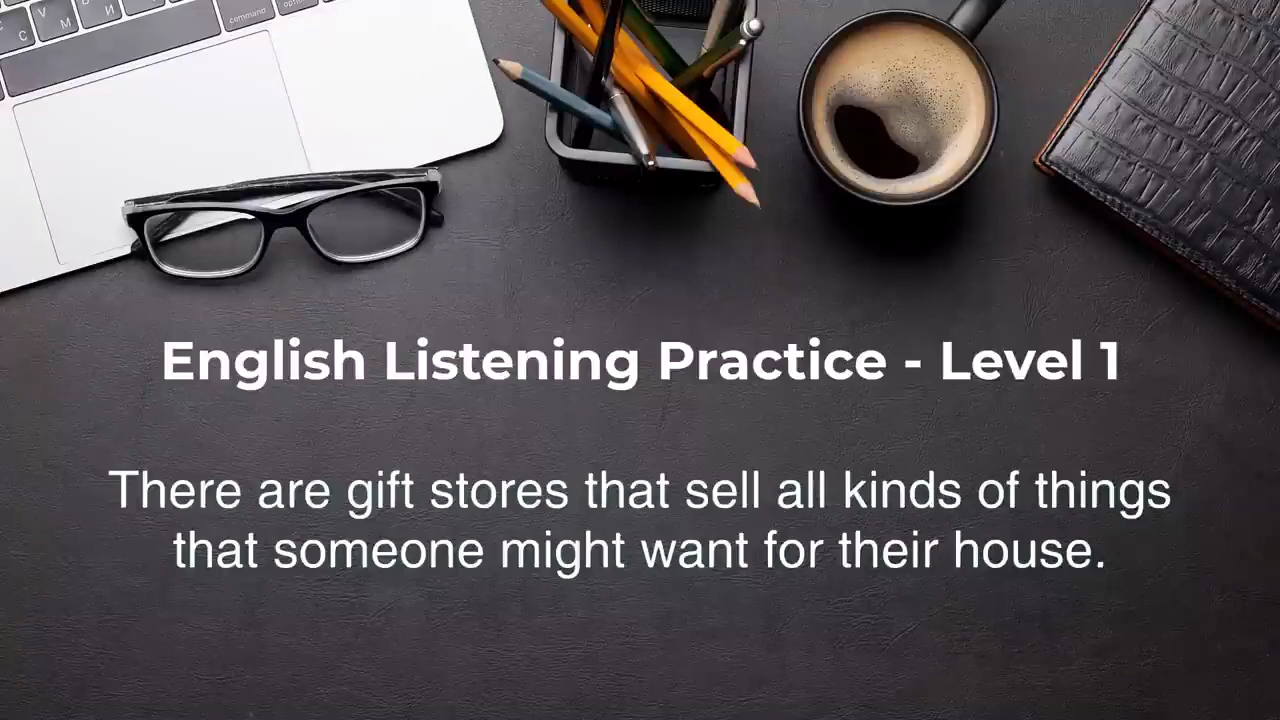 command
option
English Listening Practice - Level 1
There are gift stores that sell all kinds of things
that someone might want for their house.